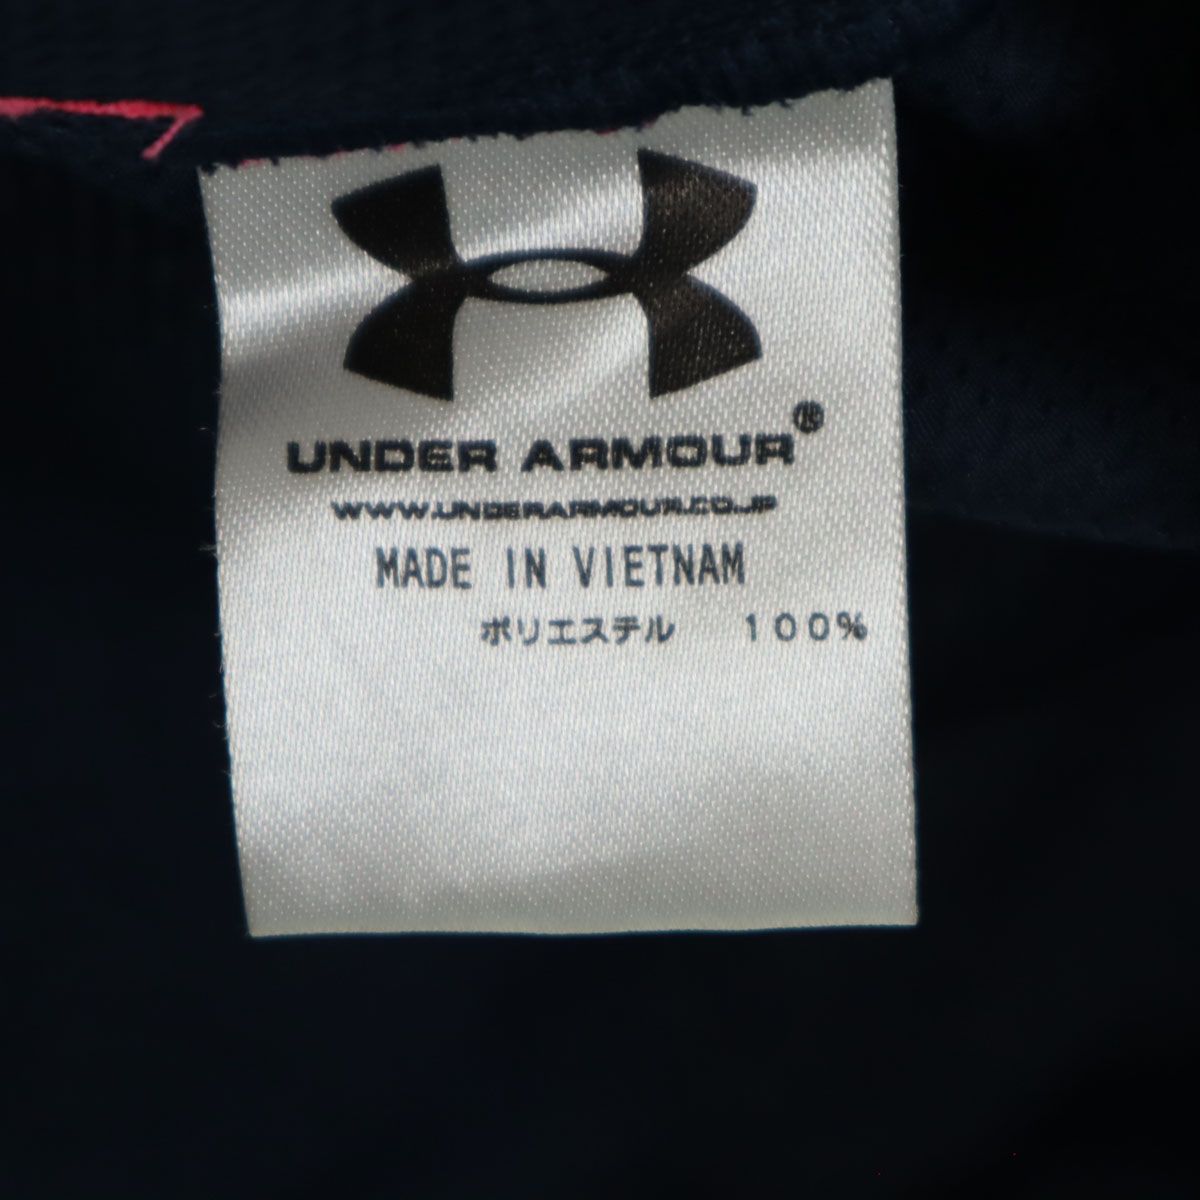 UNDER ARMOUR®
WWW.UNDERARMOUR.CO.JP
MADE IN VIETNAM
ポリエステル　100%